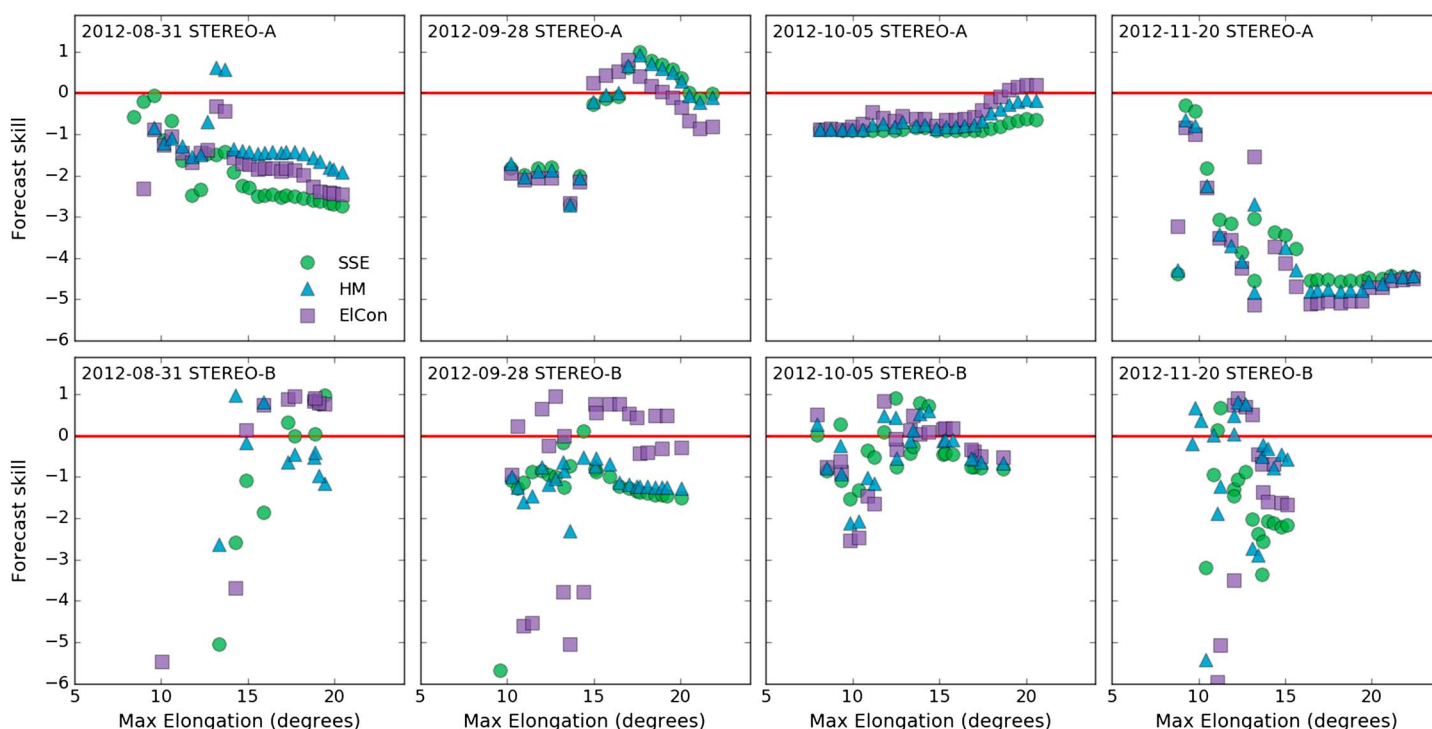 2012-08-31 STEREO-A
2012-09-28 STEREO-A
2012-10-05 STEREO-A
2012-11-20 STEREO-A
1
0
−1
−2
−3
−4
−5
−6
Forecast skill
SSE
HM
ElCon
2012-08-31 STEREO-B
2012-09-28 STEREO-B
2012-10-05 STEREO-B
2012-11-20 STEREO-B
1
0
−1
−2
−3
−4
−5
−6
Forecast skill
5 10 15 20
5 10 15 20
5 10 15 20
5 10 15 20
Max Elongation (degrees)
Max Elongation (degrees)
Max Elongation (degrees)
Max Elongation (degrees)